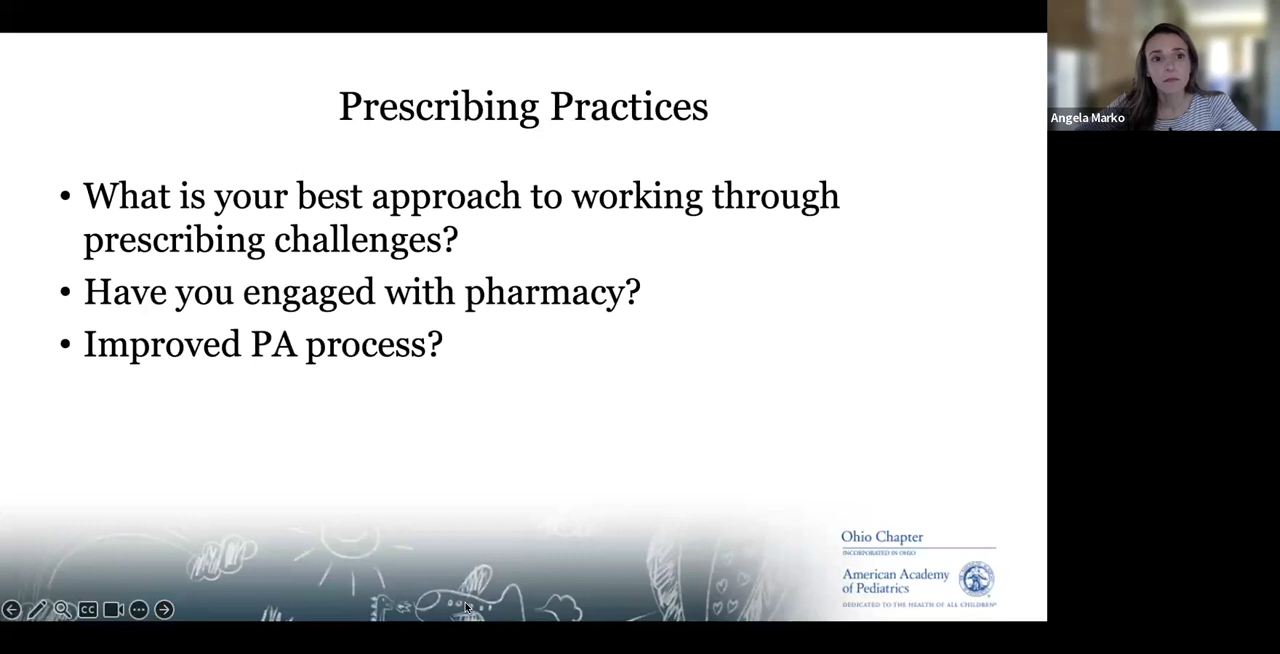 Prescribing Practices
• What is your best approach to working through
prescribing challenges?
• Have you engaged with pharmacy?
• Improved PA process?
Angela Marko
Ohio Chapter
INCORPORATED IN OHIO
American Academy
of Pediatrics
DEDICATED TO THE HEALTH OF ALL CHILDREN®
CC